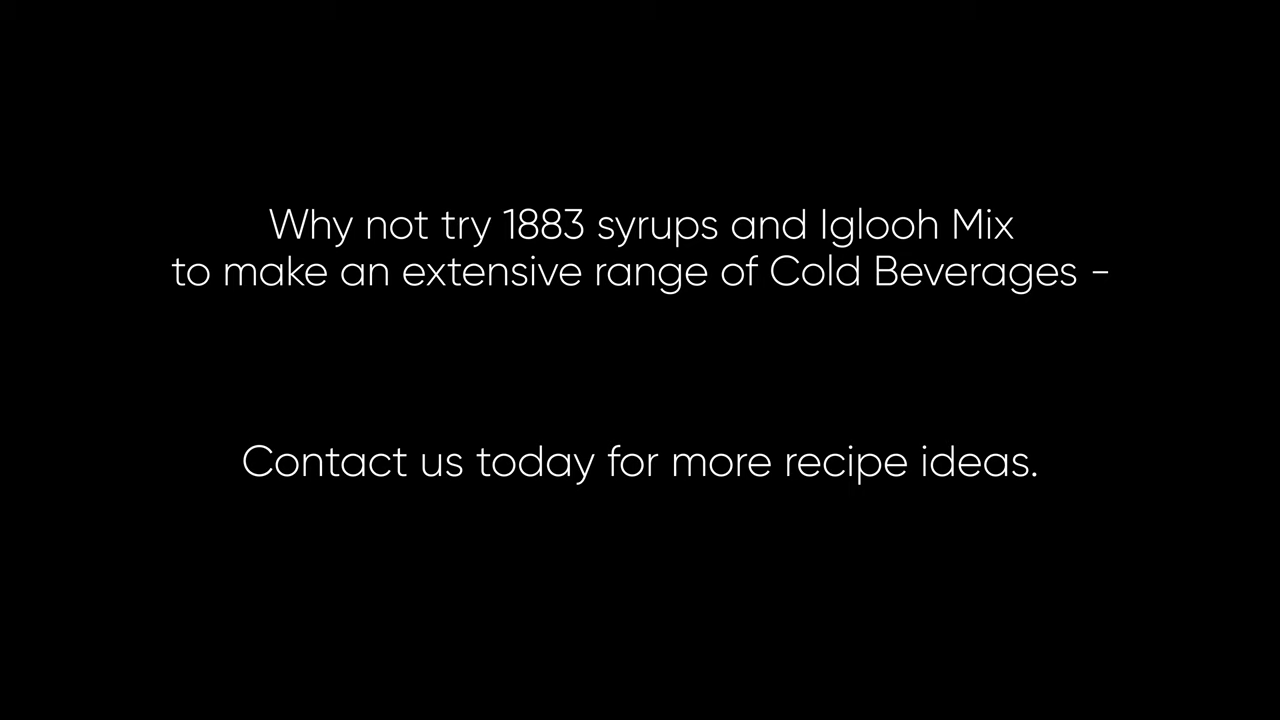 Why not try 1883 syrups and Iglooh Mix
to make an extensive range of Cold Beverages -
Contact us today for more recipe ideas.